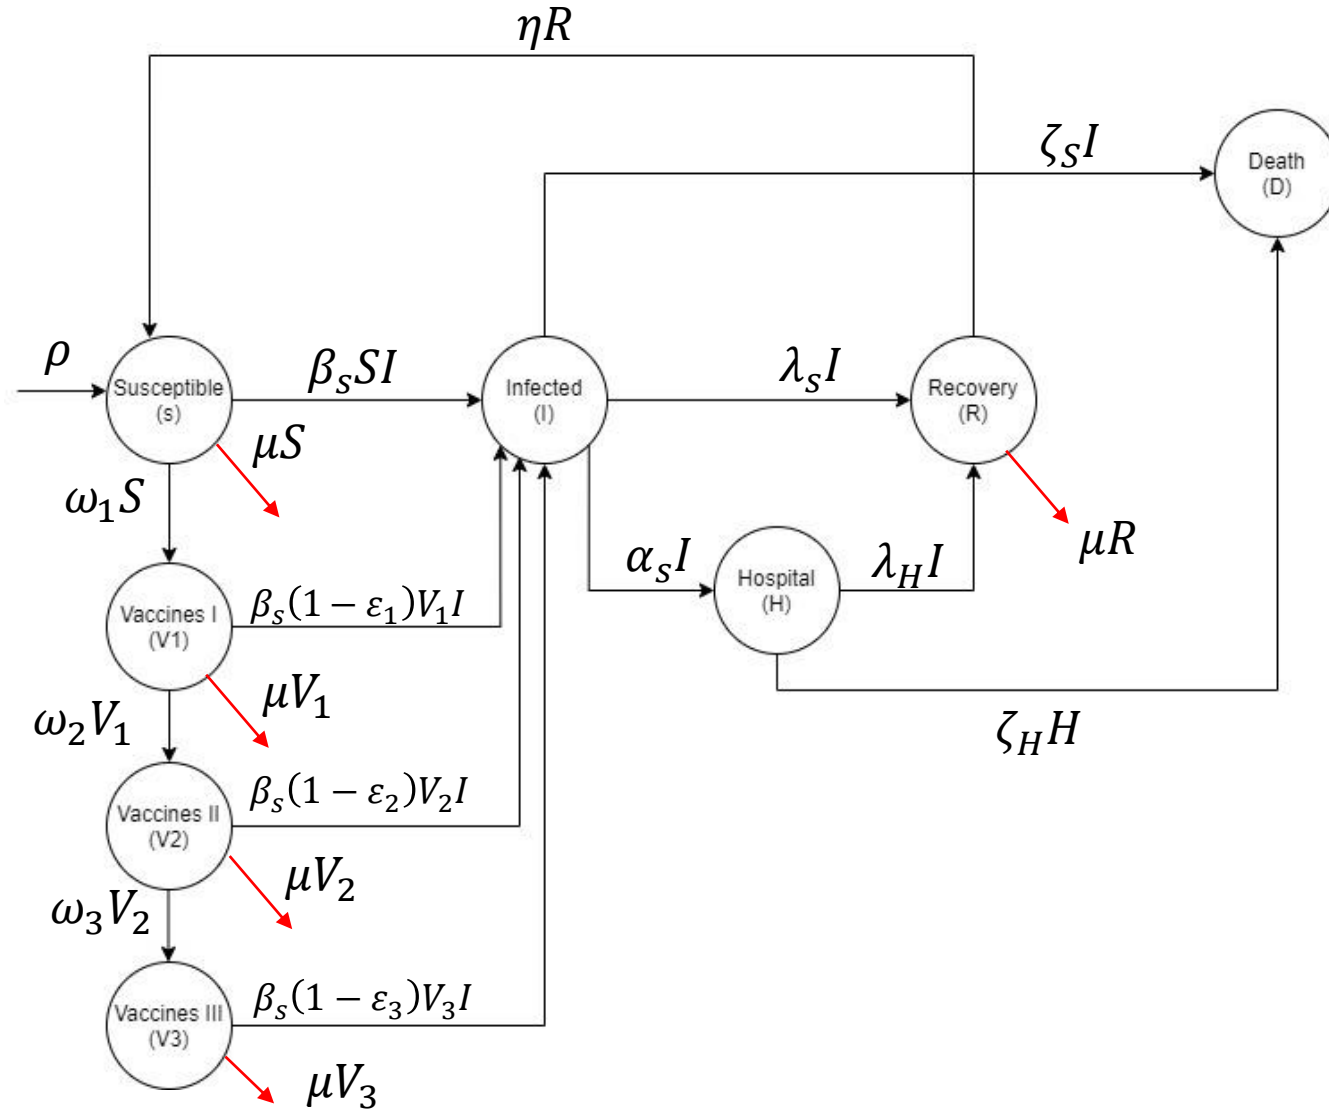 ηR
ζ_S I
Death
(D)
ρ
Susceptible
(s)
β_s SI
Infected
(I)
λ_s I
Recovery
(R)
μS
ω_1 S
α_s I
Hospital
(H)
λ_H I
μR
Vaccines I
(V1)
β_s(1 − ε_1)V_1 I
μV_1
ω_2 V_1
ζ_H H
Vaccines II
(V2)
β_s(1 − ε_2)V_2 I
μV_2
ω_3 V_2
Vaccines III
(V3)
β_s(1 − ε_3)V_3 I
μV_3